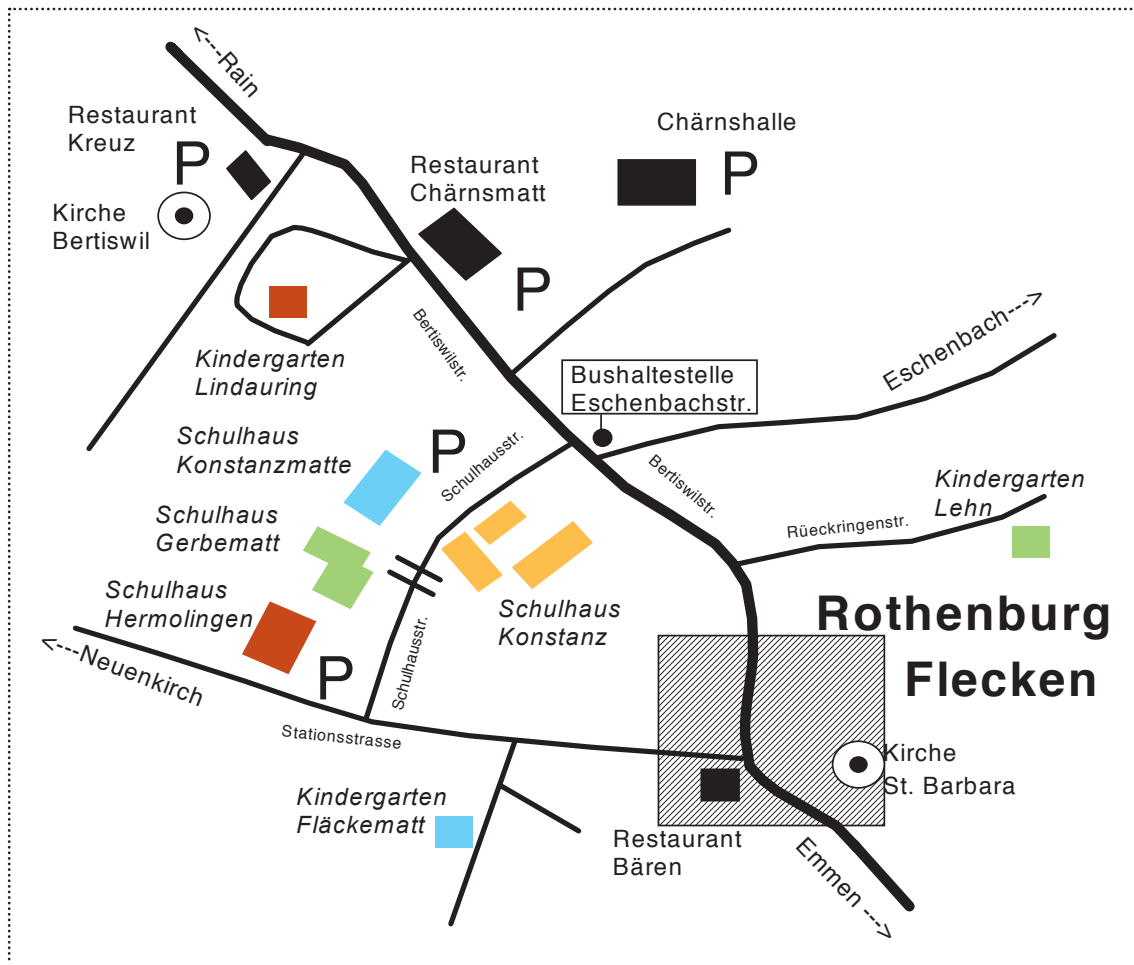 <---Rain
Restaurant
Kreuz
P
Kirche
Bertiswil
Restaurant
Chärnsmatt
P
Chärnshalle
P
Kindergarten
Lindauring
Bertiswilstr.
Bushaltestelle
Eschenbachstr.
Eschenbach--->
Schulhaus
Konstanzmatte
P
Schulhausstr.
Bertiswilstr.
Kindergarten
Lehn
Rüeckringenstr.
Schulhaus
Gerbematt
Schulhaus
Hermolingen
P
Schulhaus
Konstanz
Schulhausstr.
Rothenburg
Flecken
<---Neuenkirch
Stationsstrasse
Kirche
St. Barbara
Kindergarten
Fläckematt
Restaurant
Bären
Emmen --->